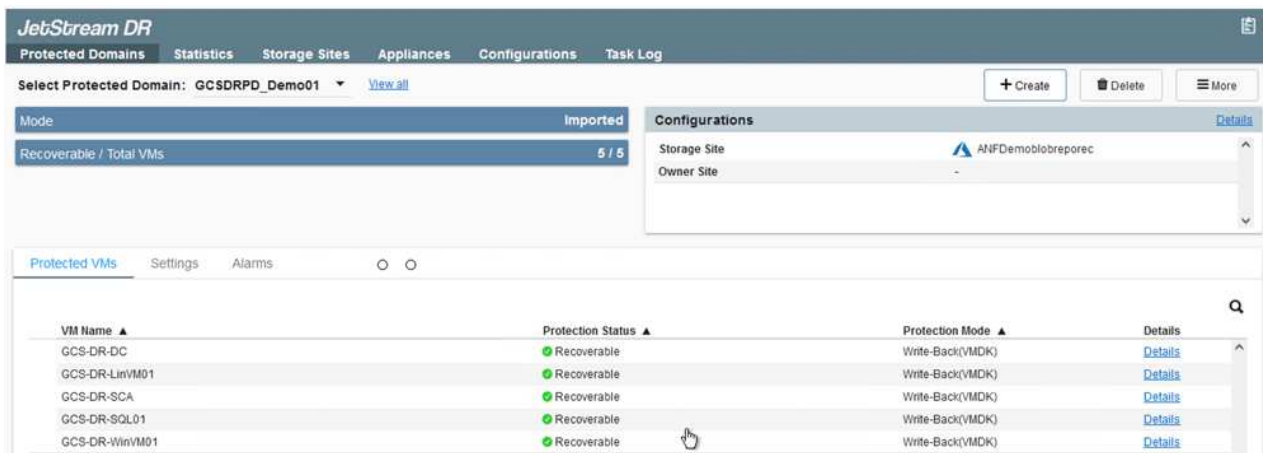 JetStream DR
Protected Domains Statistics Storage Sites Appliances Configurations Task Log
Select Protected Domain: GCSDRPD_Demo01 View all + Create Delete More
Mode Imported
Recoverable / Total VMs 5 / 5
Configurations Details
Storage Site ANFDemoblobreporec
Owner Site -
Protected VMs Settings Alarms
VM Name ▲ Protection Status ▲ Protection Mode ▲ Details
GCS-DR-DC Recoverable Write-Back(VMDK) Details
GCS-DR-LinVM01 Recoverable Write-Back(VMDK) Details
GCS-DR-SCA Recoverable Write-Back(VMDK) Details
GCS-DR-SQL01 Recoverable Write-Back(VMDK) Details
GCS-DR-WinVM01 Recoverable Write-Back(VMDK) Details